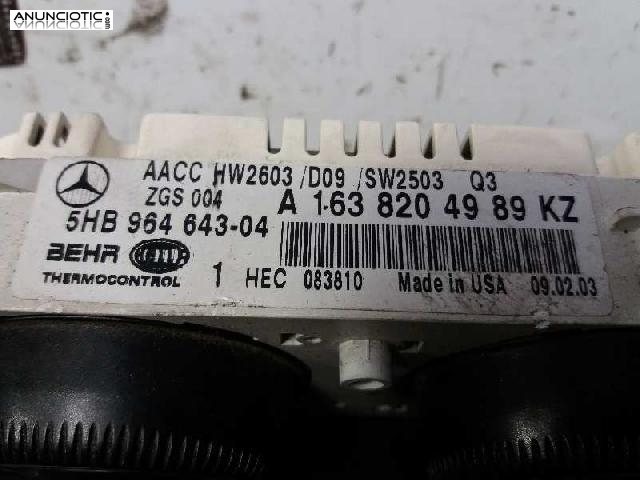 ANUNCIOTIC.com
AACC HW2603/D09 /SW2503 Q3
ZGS 004
A 163 820 49 89 KZ
5HB 964 643-04
BEHR HELLA
THERMOCONTROL
1 HEC 083810 Made in USA 09.02.03